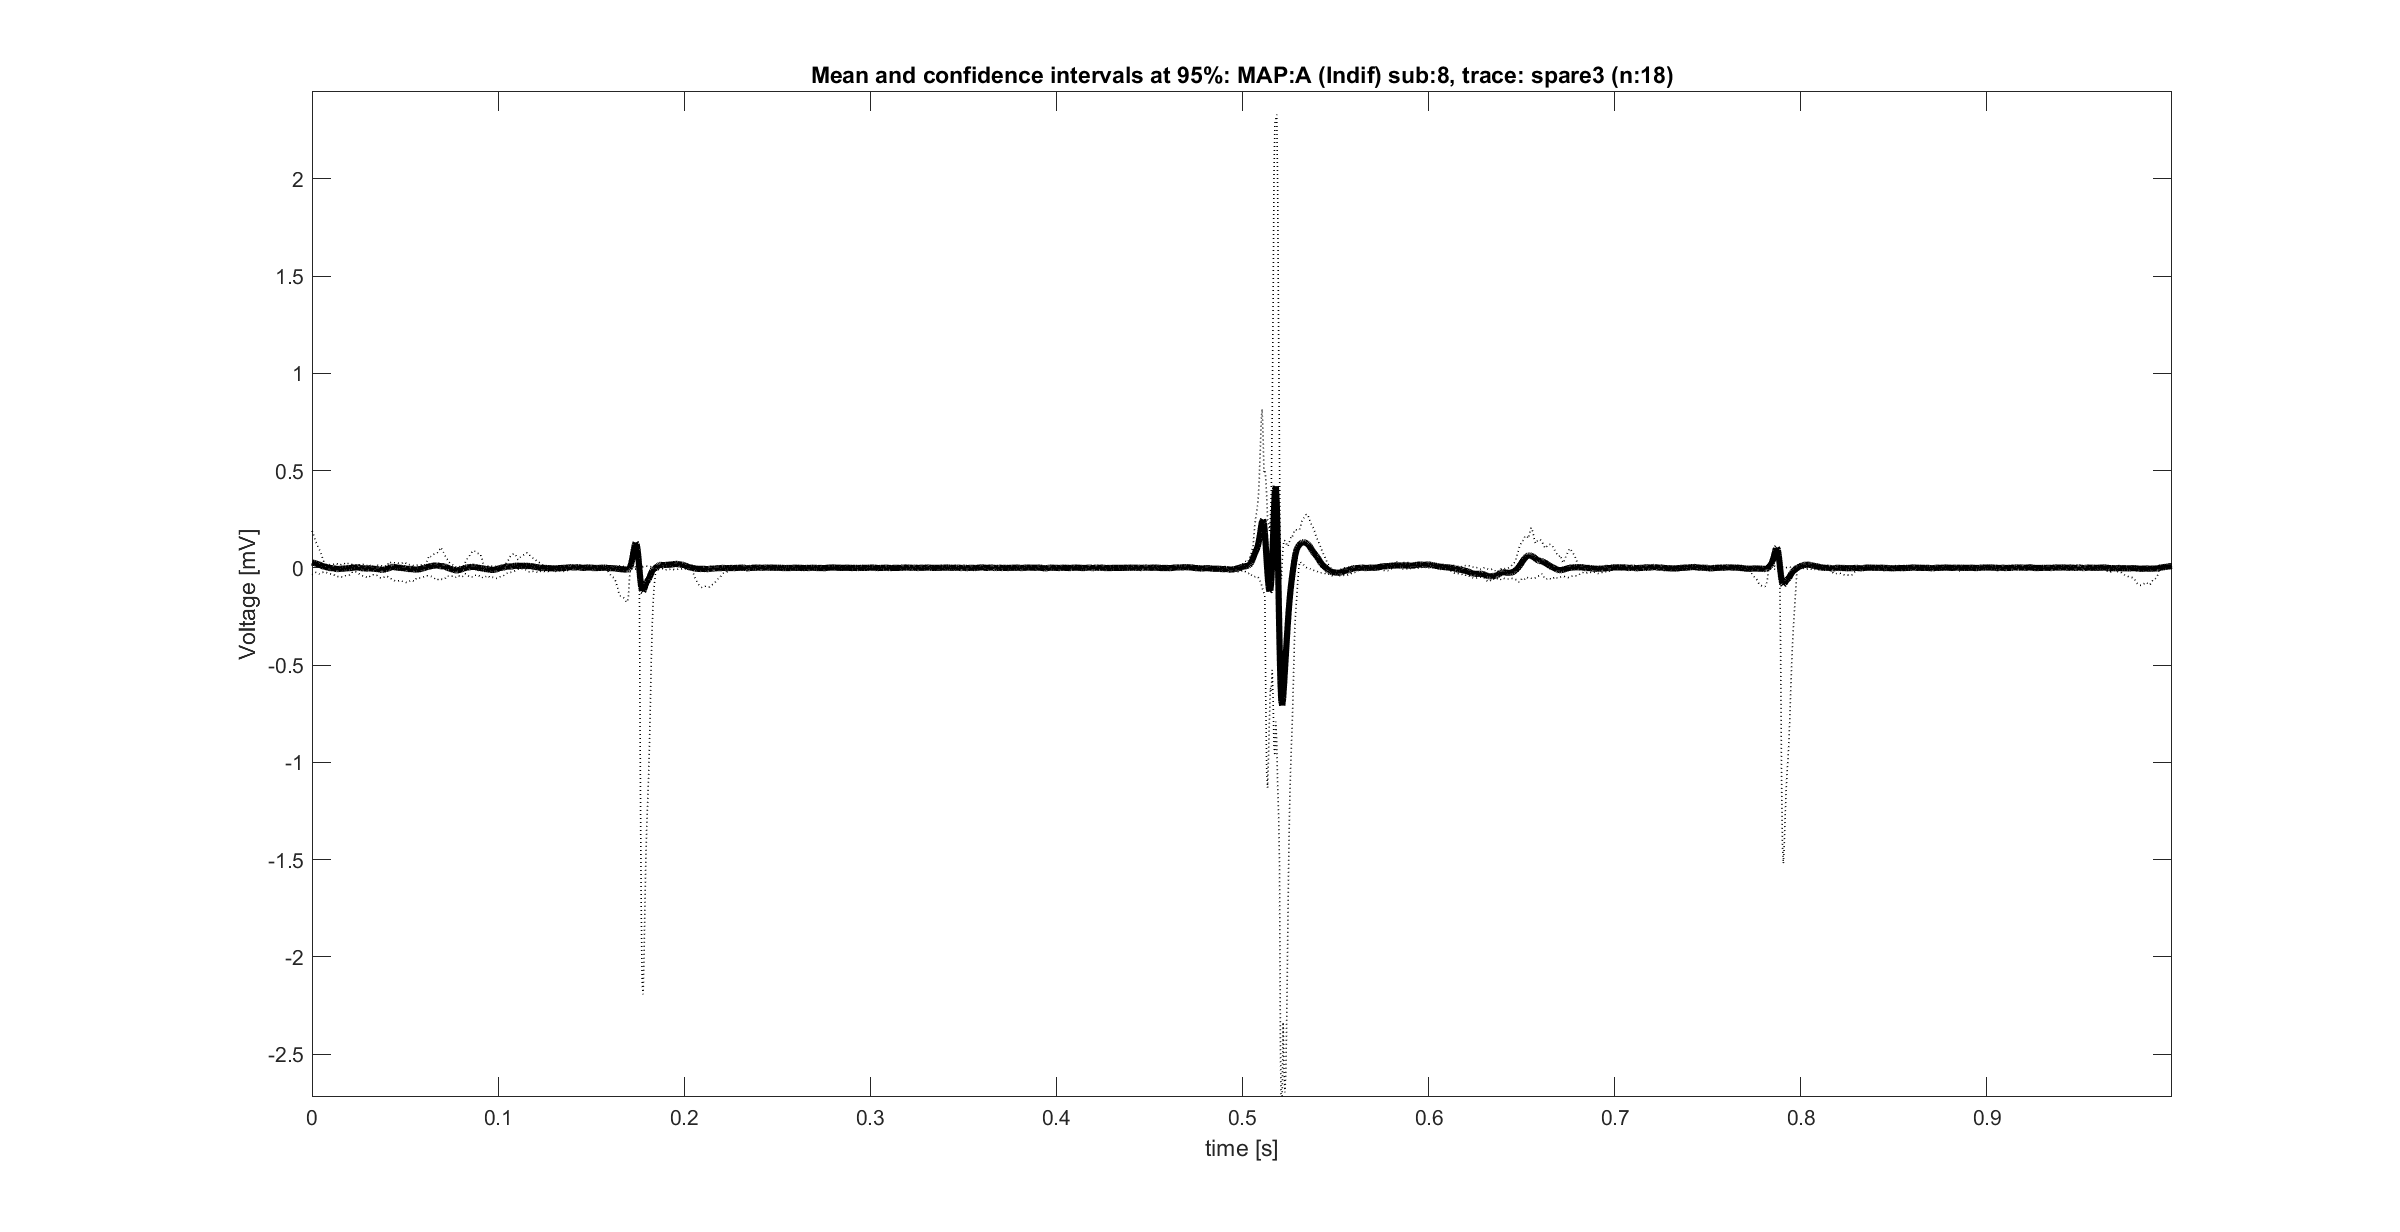 Mean and confidence intervals at 95%: MAP:A (Indif) sub:8, trace: spare3 (n:18)
2
1.5
1
0.5
0
-0.5
-1
-1.5
-2
-2.5
Voltage [mV]
0 0.1 0.2 0.3 0.4 0.5 0.6 0.7 0.8 0.9
time [s]